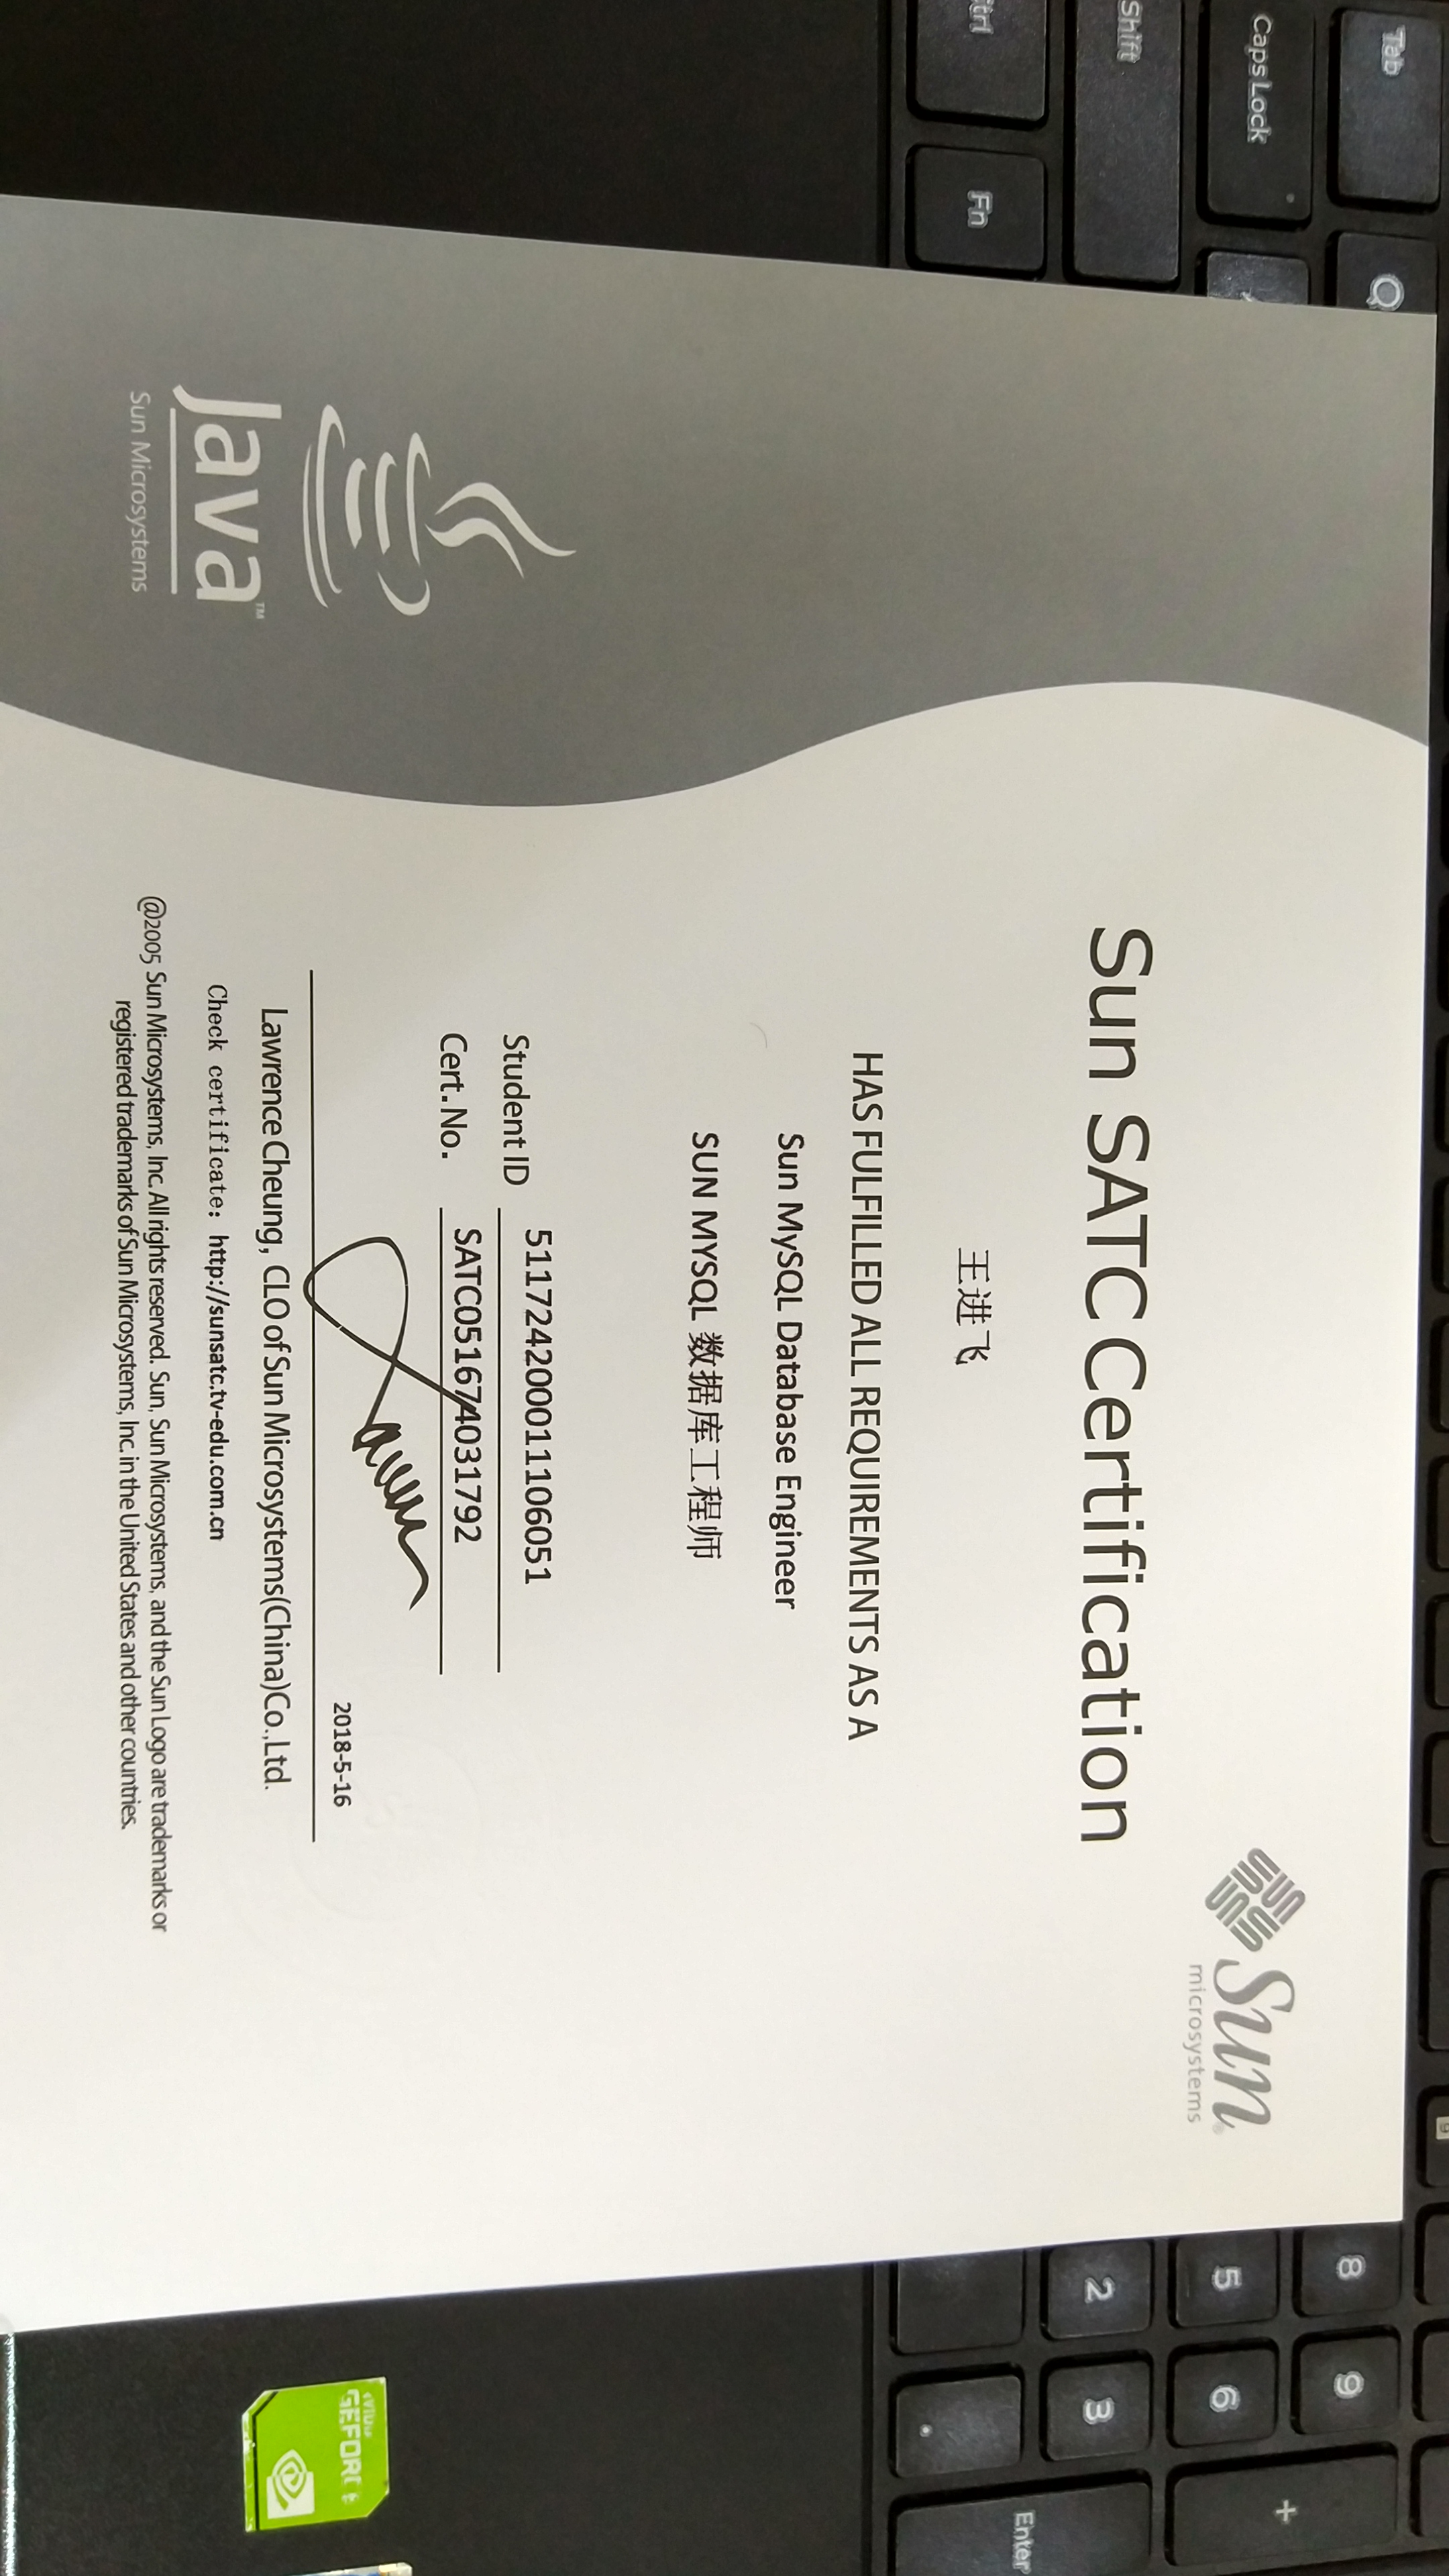 Sun
microsystems
Sun SATC Certification
王进飞
HAS FULFILLED ALL REQUIREMENTS AS A
Sun MySQL Database Engineer
SUN MYSQL 数据库工程师
Student ID 511724200011106051
Cert. No. SATC051674031792
2018-5-16
Lawrence Cheung, CLO of Sun Microsystems(China)Co.,Ltd.
Check certificate: http://sunsatc.tv-edu.com.cn
@2005 Sun Microsystems, Inc. All rights reserved. Sun, Sun Microsystems, and the Sun Logo are trademarks or
registered trademarks of Sun Microsystems, Inc. in the United States and other countries.
Java™
Sun Microsystems
Tab
Q
Caps Lock
Shift
Fn
8
9
5
6
+
2
3
.
Enter